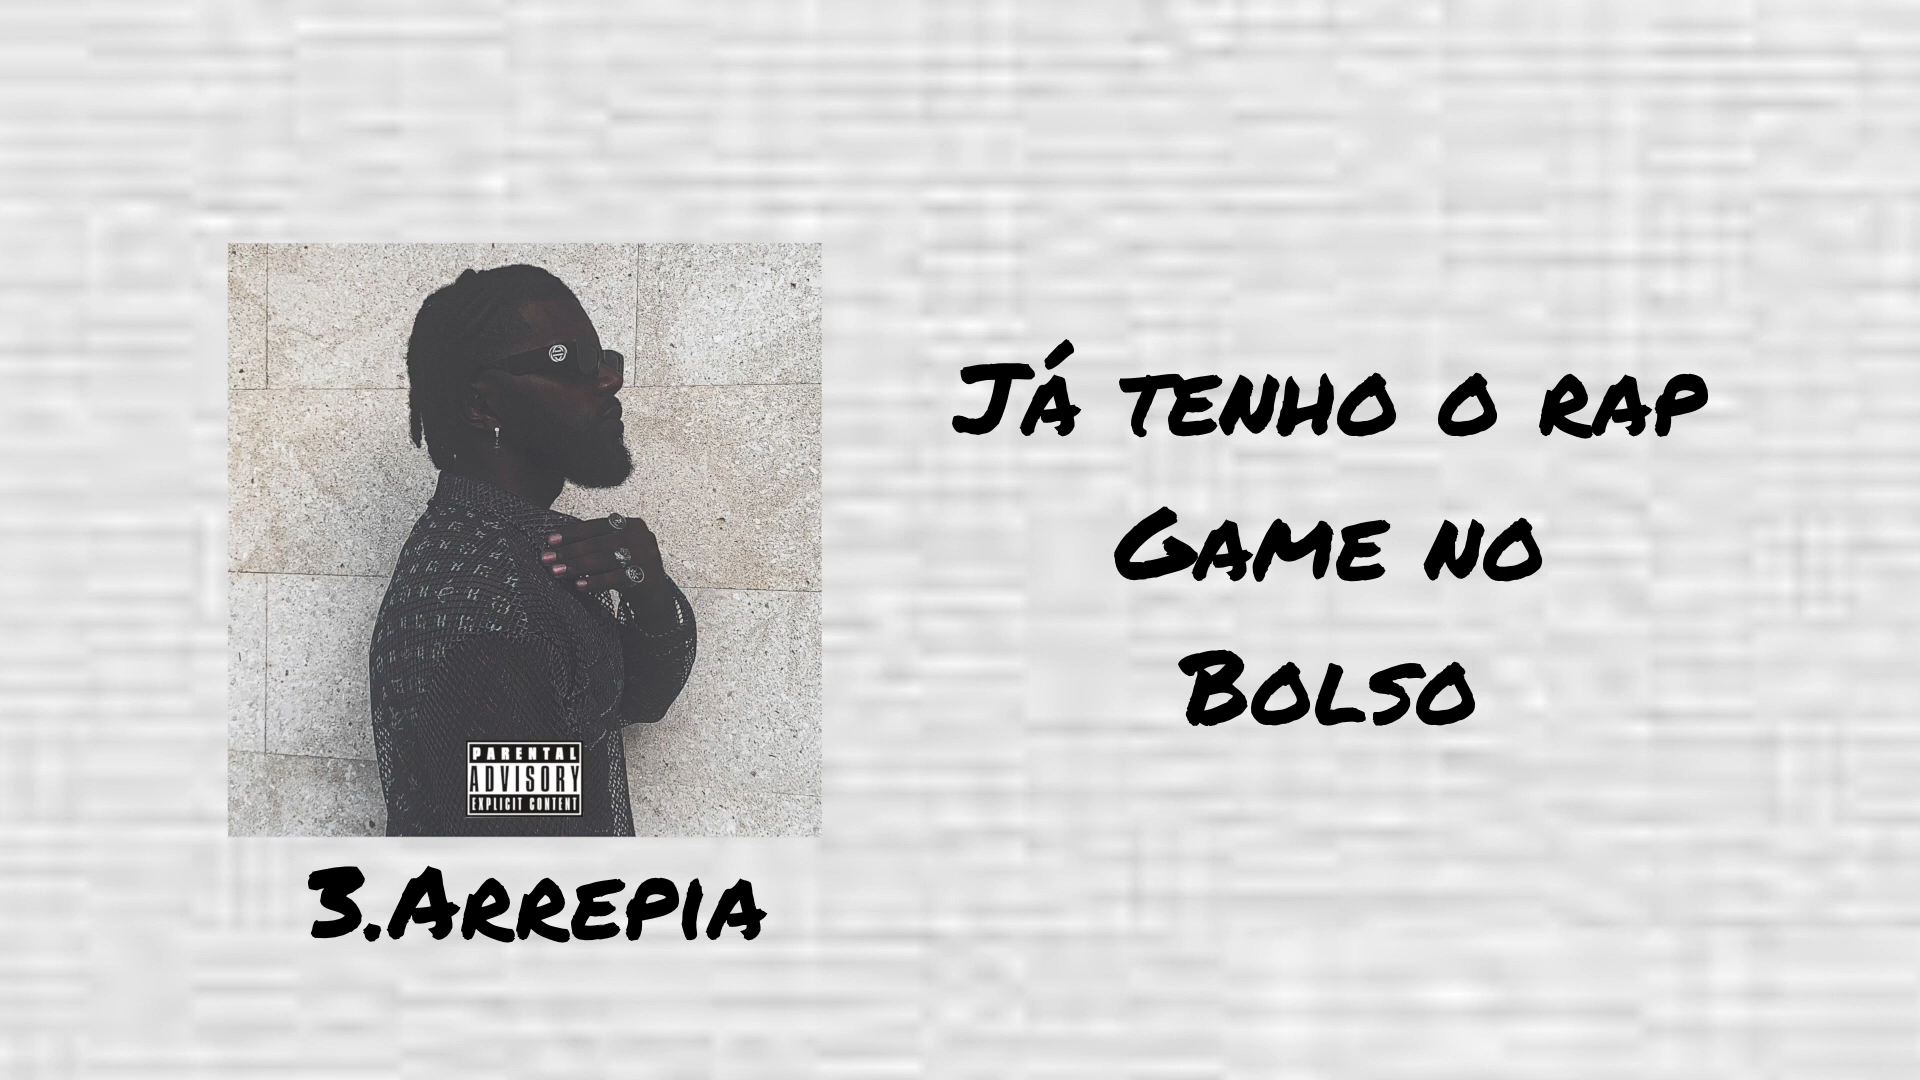 Já tenho o rap
Game no
Bolso
PARENTAL
ADVISORY
EXPLICIT CONTENT
3.Arrepia